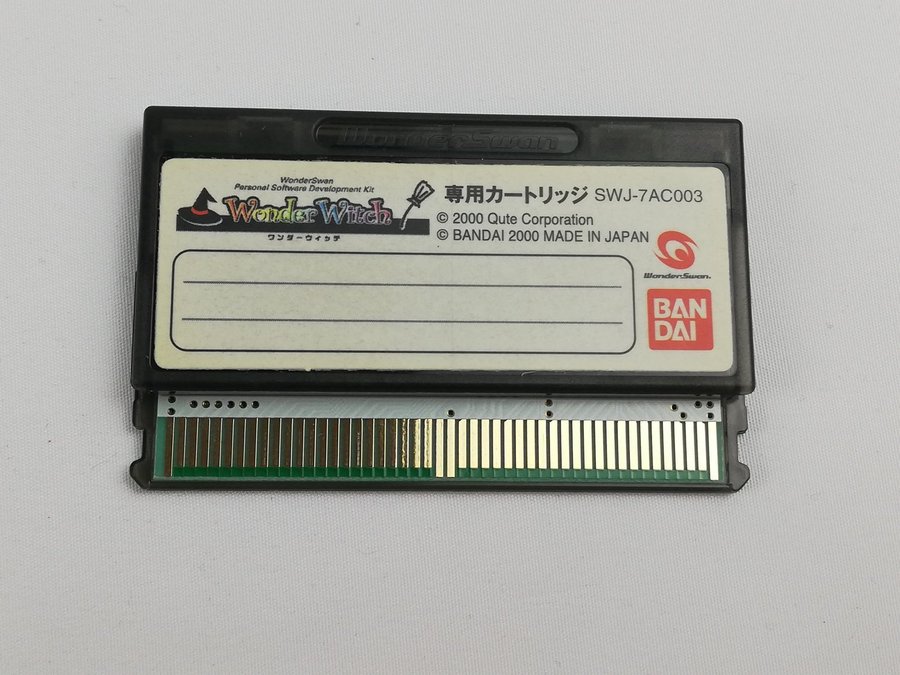 WonderSwan
WonderSwan
Personal Software Development Kit
Wonder Witch
ワンダーウィッチ
専用カートリッジ SWJ-7AC003
© 2000 Qute Corporation
© BANDAI 2000 MADE IN JAPAN
WonderSwan.
BAN
DAI